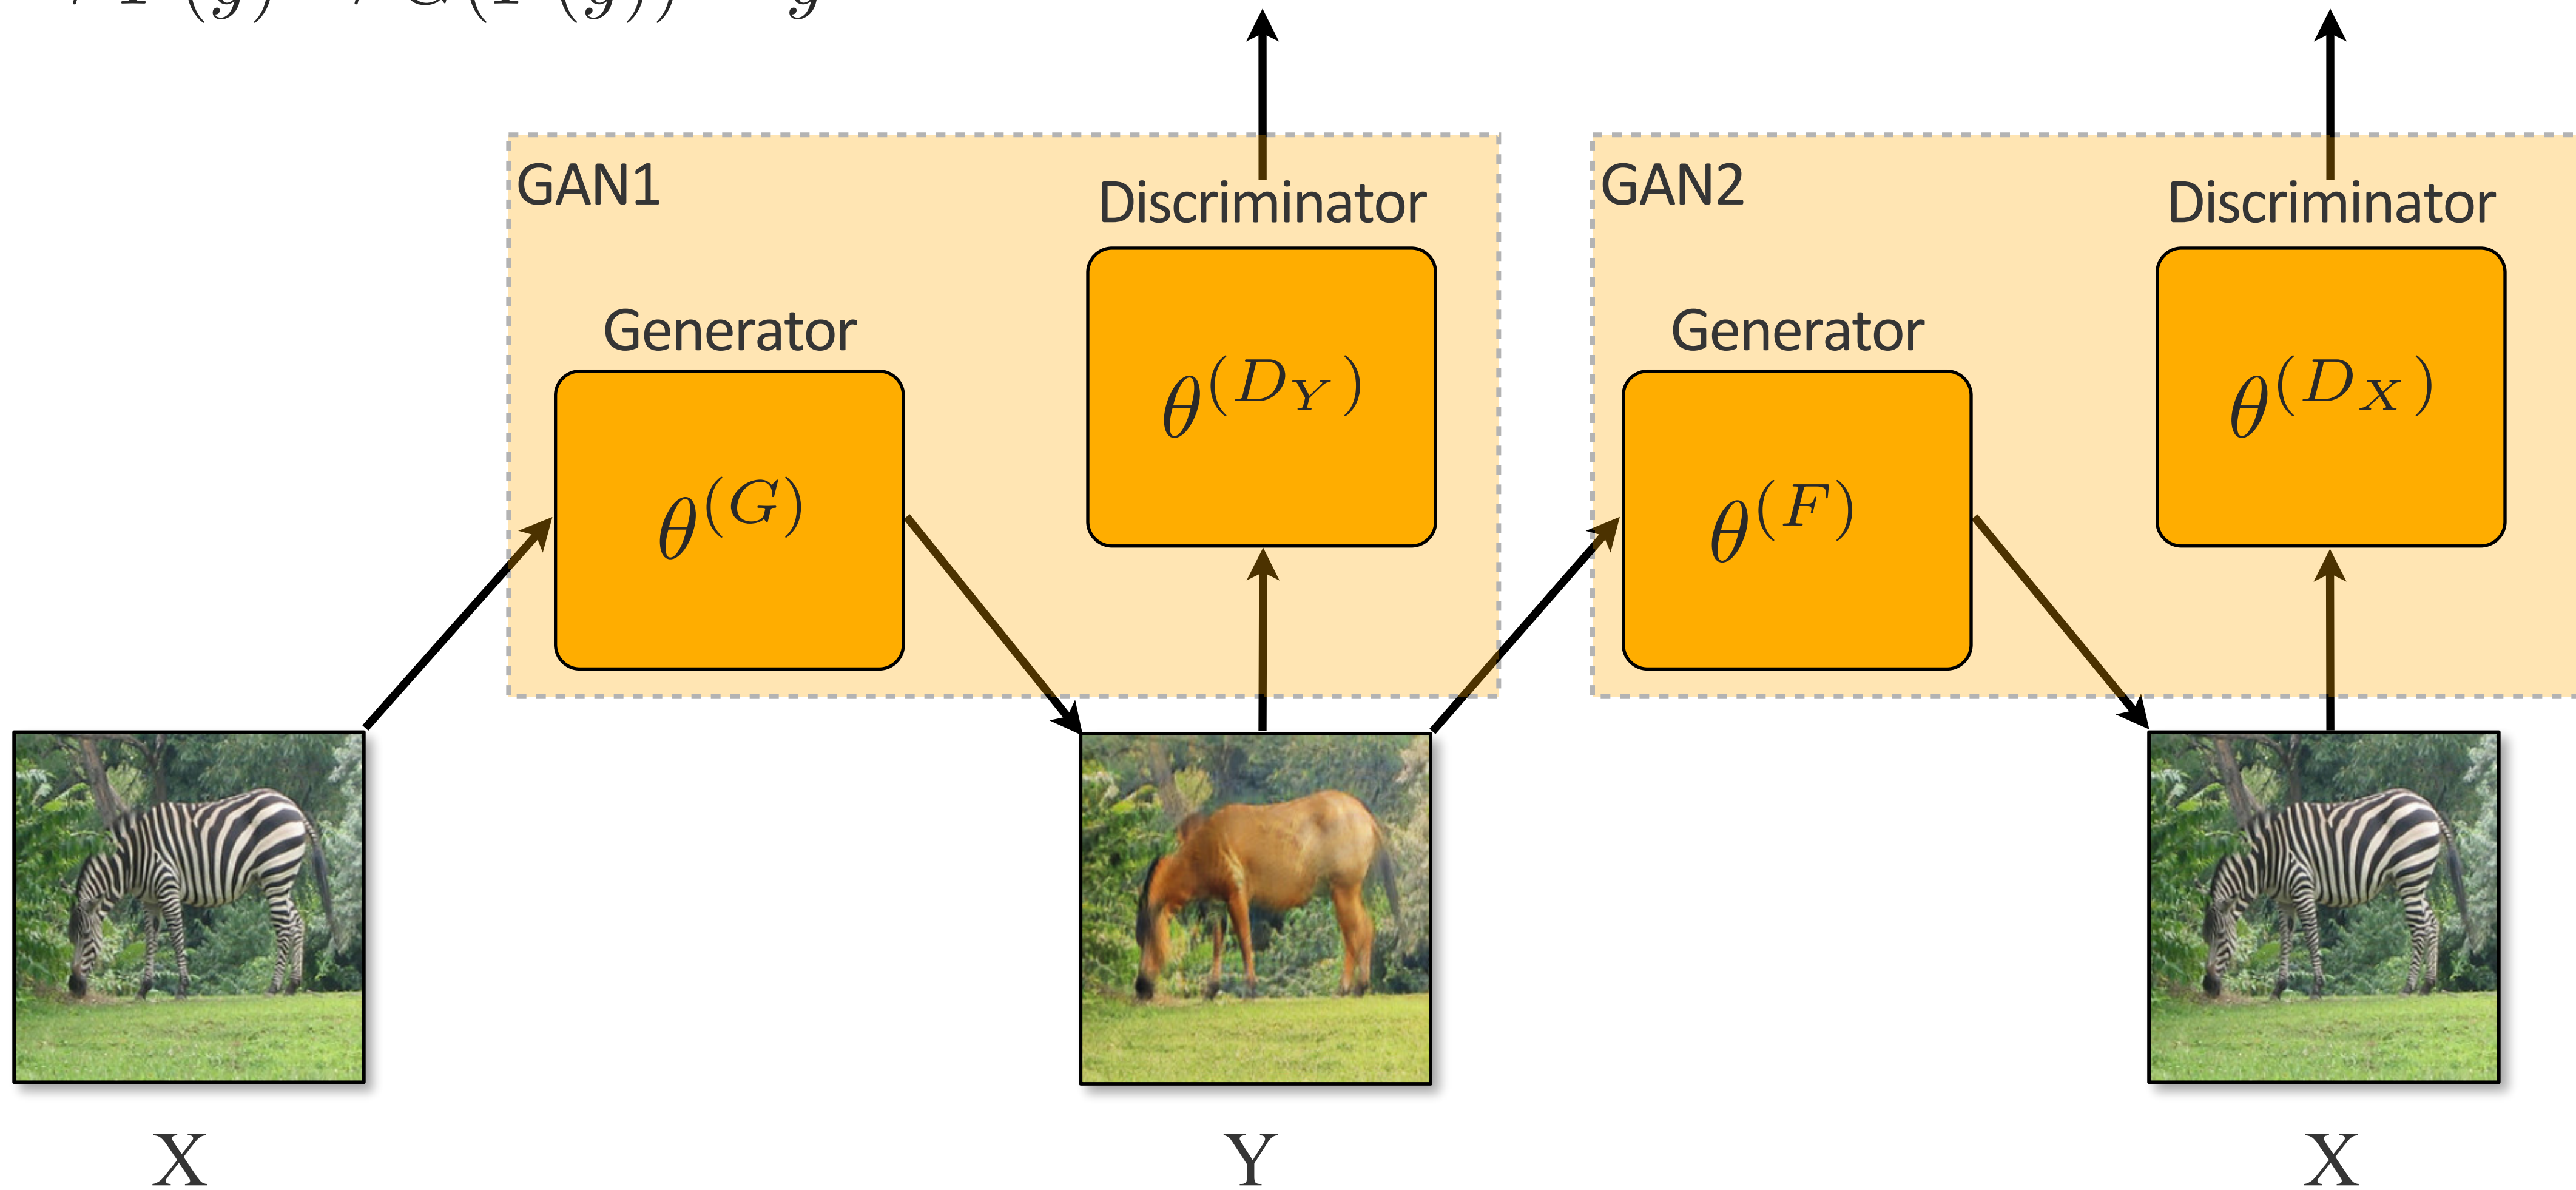 GAN1
Discriminator
Generator
θ^(G)
θ^(D_Y)
GAN2
Discriminator
Generator
θ^(F)
θ^(D_X)
X
Y
X